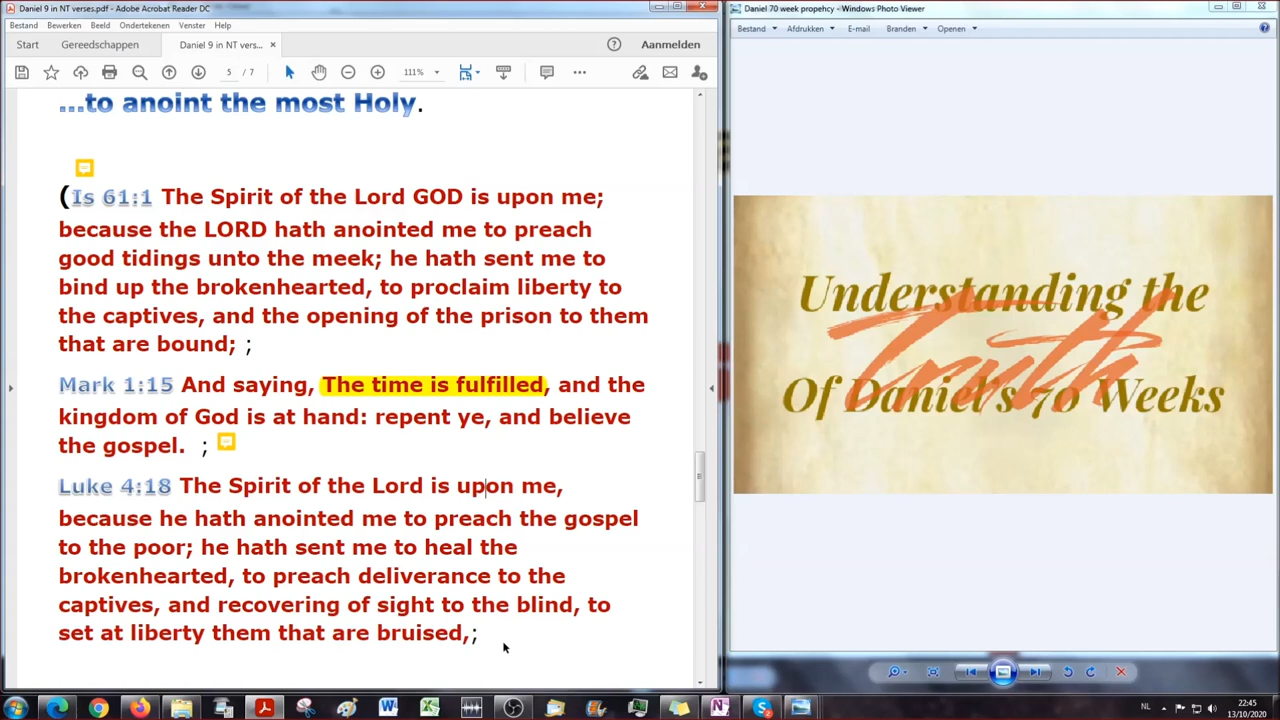 Daniel 9 in NT verses.pdf - Adobe Acrobat Reader DC
Bestand Bewerken Beeld Ondertekenen Venster Help
Start Gereedschappen Daniel 9 in NT vers... × Aanmelden
5 / 7 111%
...to anoint the most Holy.
(Is 61:1 The Spirit of the Lord GOD is upon me;
because the LORD hath anointed me to preach
good tidings unto the meek; he hath sent me to
bind up the brokenhearted, to proclaim liberty to
the captives, and the opening of the prison to them
that are bound; ;
Mark 1:15 And saying, The time is fulfilled, and the
kingdom of God is at hand: repent ye, and believe
the gospel. ;
Luke 4:18 The Spirit of the Lord is upon me,
because he hath anointed me to preach the gospel
to the poor; he hath sent me to heal the
brokenhearted, to preach deliverance to the
captives, and recovering of sight to the blind, to
set at liberty them that are bruised,;
Daniel 70 week propehcy - Windows Photo Viewer
Bestand Afdrukken E-mail Branden Openen
Understanding the
Truth
Of Daniel's 70 Weeks
NL 22:45
13/10/2020